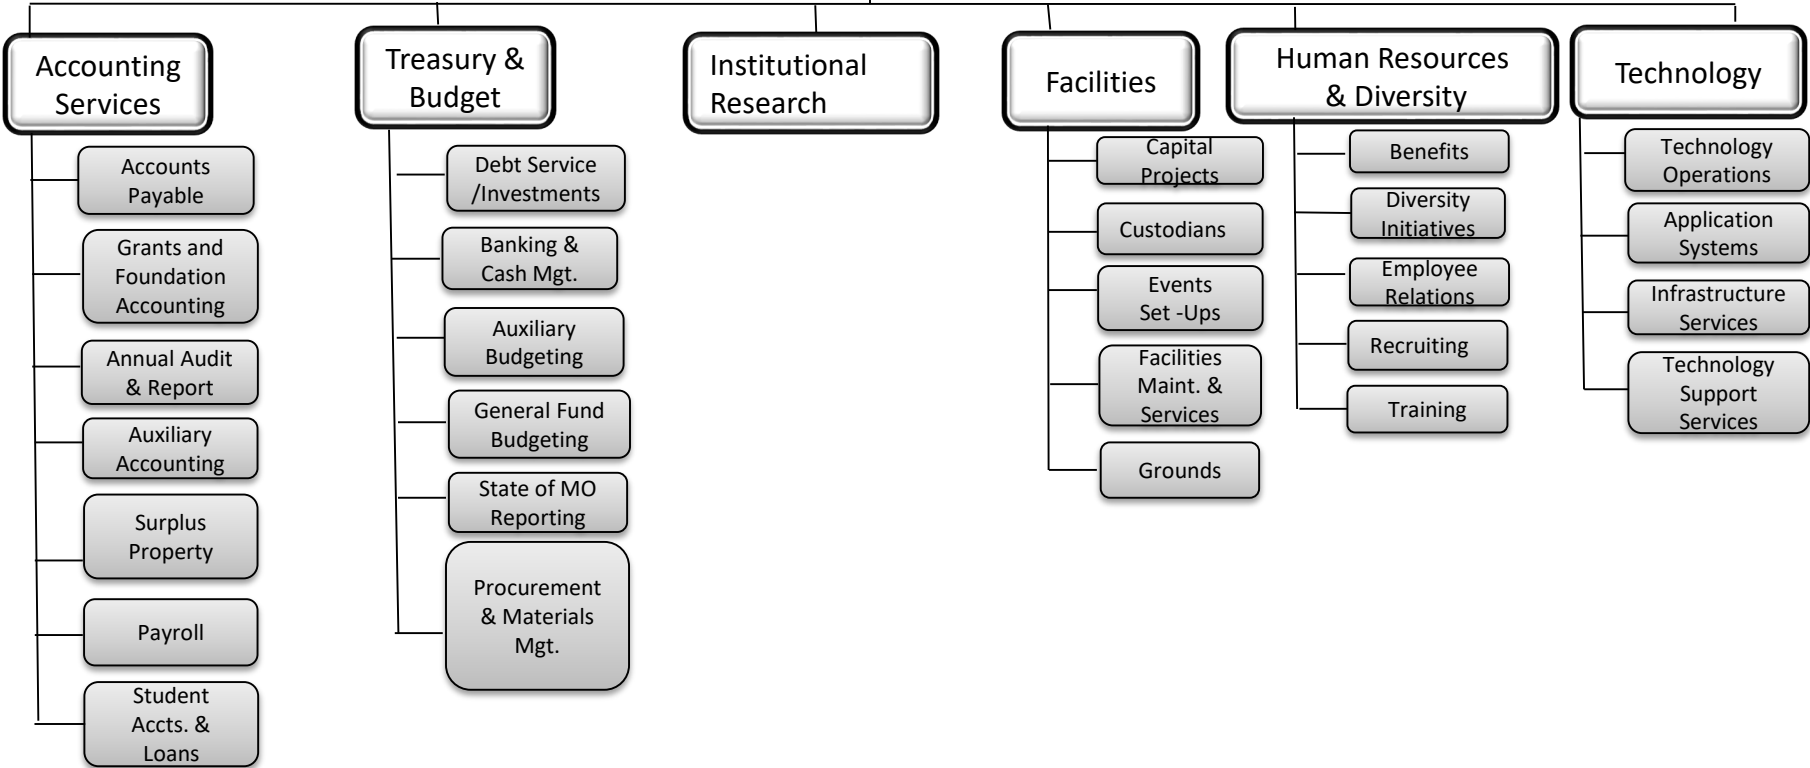 Accounting
Services
Accounts
Payable
Grants and
Foundation
Accounting
Annual Audit
& Report
Auxiliary
Accounting
Surplus
Property
Payroll
Student
Accts. &
Loans
Treasury &
Budget
Debt Service
/Investments
Banking &
Cash Mgt.
Auxiliary
Budgeting
General Fund
Budgeting
State of MO
Reporting
Procurement
& Materials
Mgt.
Institutional
Research
Facilities
Capital
Projects
Custodians
Events
Set -Ups
Facilities
Maint. &
Services
Grounds
Human Resources
& Diversity
Benefits
Diversity
Initiatives
Employee
Relations
Recruiting
Training
Technology
Technology
Operations
Application
Systems
Infrastructure
Services
Technology
Support
Services